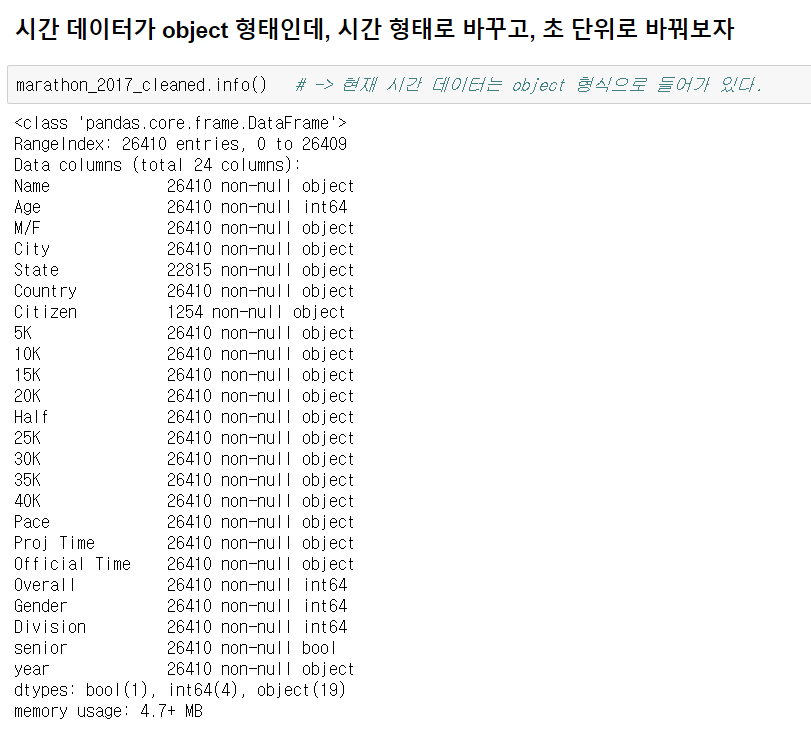 시간 데이터가 object 형태인데, 시간 형태로 바꾸고, 초 단위로 바꿔보자
marathon_2017_cleaned.info()   # -> 현재 시간 데이터는 object 형식으로 들어가 있다.
<class 'pandas.core.frame.DataFrame'>
RangeIndex: 26410 entries, 0 to 26409
Data columns (total 24 columns):
Name             26410 non-null object
Age              26410 non-null int64
M/F              26410 non-null object
City             26410 non-null object
State            22815 non-null object
Country          26410 non-null object
Citizen          1254 non-null object
5K               26410 non-null object
10K              26410 non-null object
15K              26410 non-null object
20K              26410 non-null object
Half             26410 non-null object
25K              26410 non-null object
30K              26410 non-null object
35K              26410 non-null object
40K              26410 non-null object
Pace             26410 non-null object
Proj Time        26410 non-null object
Official Time    26410 non-null object
Overall          26410 non-null int64
Gender           26410 non-null int64
Division         26410 non-null int64
senior           26410 non-null bool
year             26410 non-null object
dtypes: bool(1), int64(4), object(19)
memory usage: 4.7+ MB